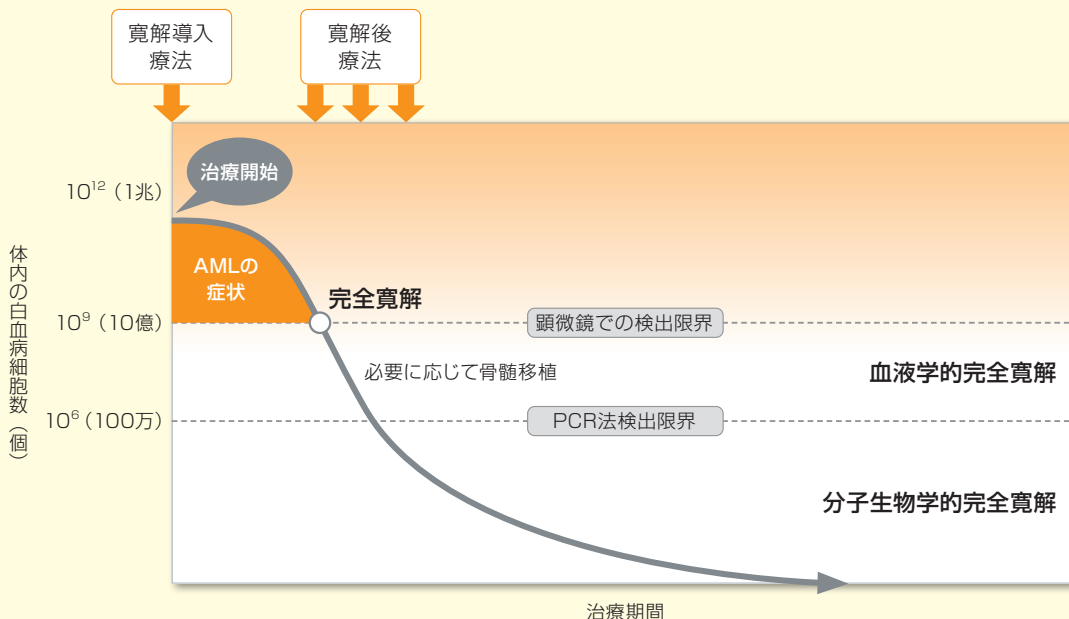 寛解導入
療法
寛解後
療法
治療開始
10¹²（1兆）
AMLの
症状
完全寛解
10⁹（10億）
顕微鏡での検出限界
必要に応じて骨髄移植
血液学的完全寛解
10⁶（100万）
PCR法検出限界
分子生物学的完全寛解
体内の白血病細胞数（個）
治療期間